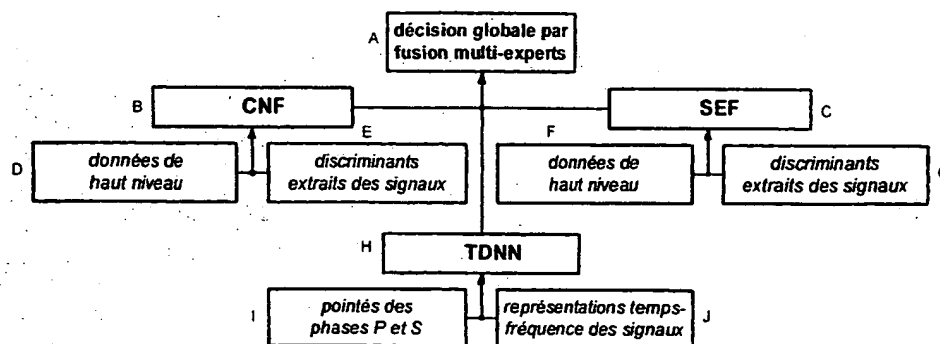 A
décision globale par
fusion multi-experts
B
CNF
SEF
C
E
F
D
données de
haut niveau
discriminants
extraits des signaux
données de
haut niveau
discriminants
extraits des signaux
H
TDNN
I
pointés des
phases P et S
représentations temps-
fréquence des signaux
J